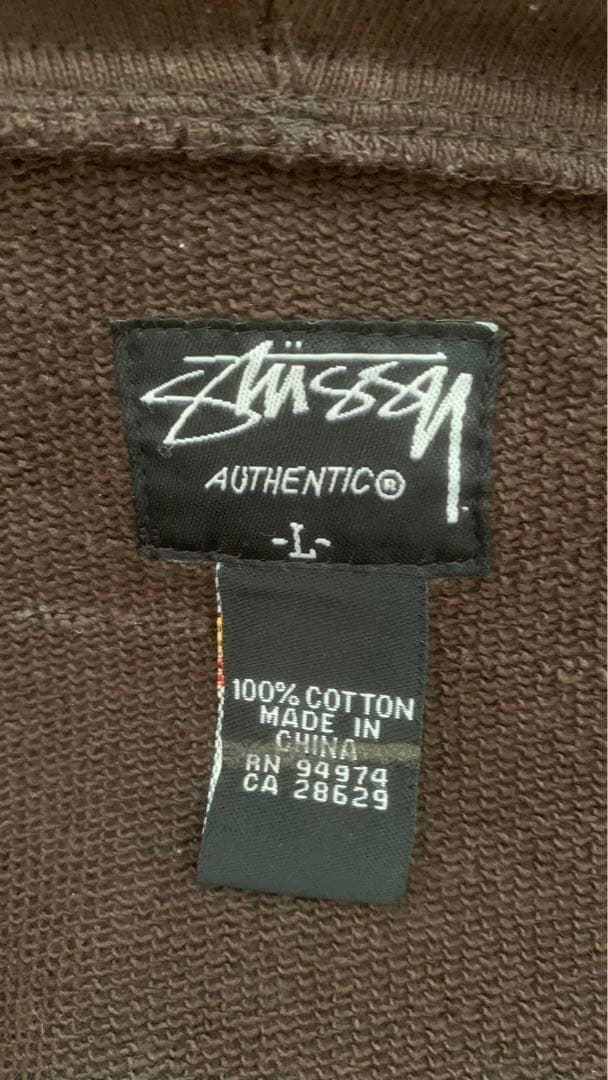 Stüssy
AUTHENTIC®
-L-
100% COTTON
MADE IN
CHINA
RN 94974
CA 28629